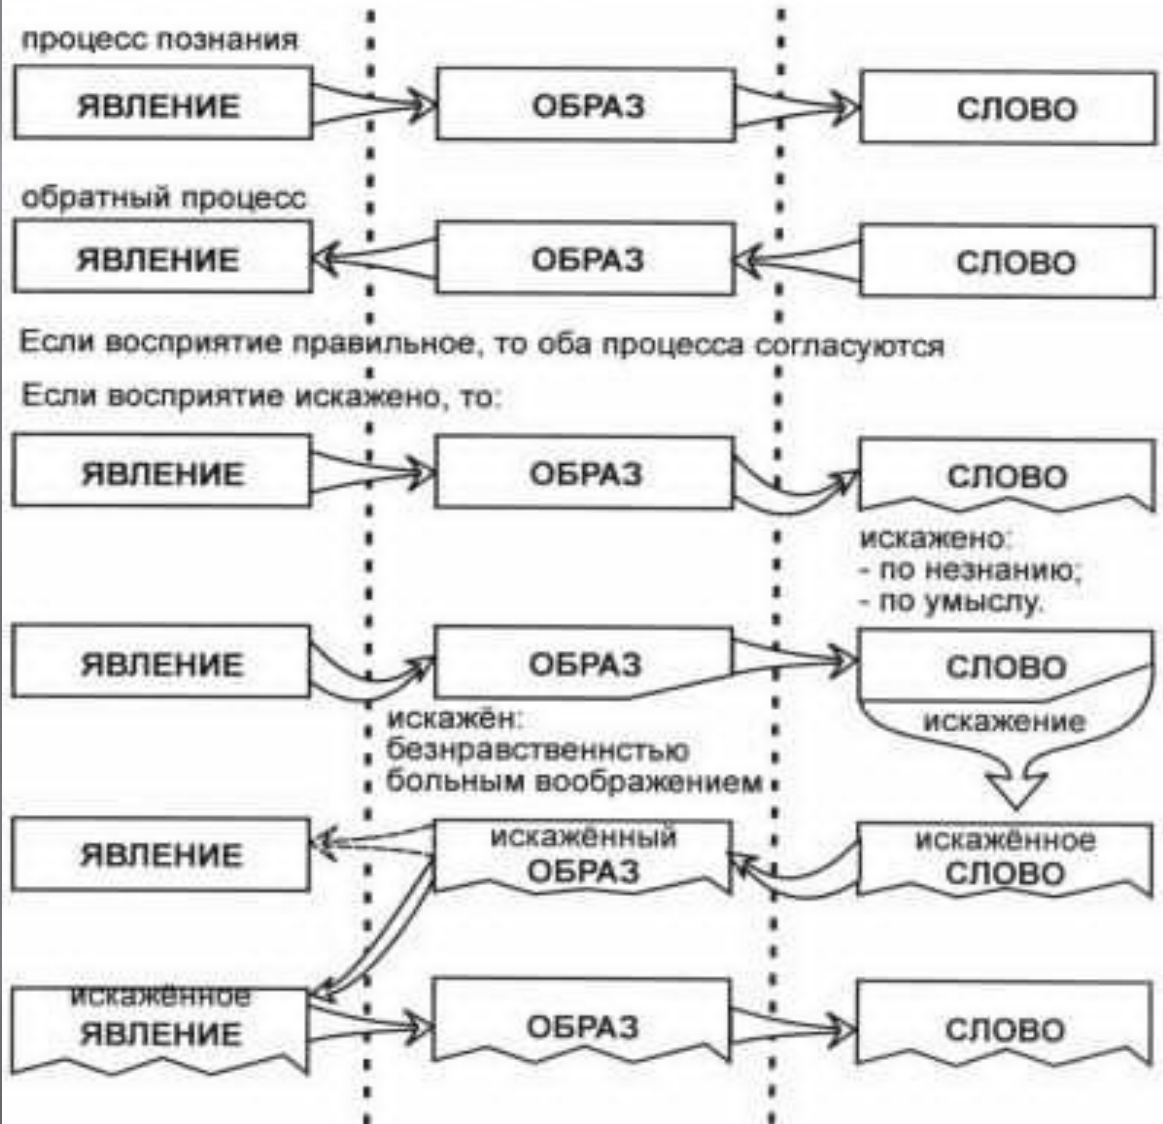 процесс познания
ЯВЛЕНИЕ ОБРАЗ СЛОВО
обратный процесс
ЯВЛЕНИЕ ОБРАЗ СЛОВО
Если восприятие правильное, то оба процесса согласуются
Если восприятие искажено, то:
ЯВЛЕНИЕ ОБРАЗ СЛОВО
искажено:
- по незнанию;
- по умыслу.
ЯВЛЕНИЕ ОБРАЗ СЛОВО
искажение
искажён:
безнравственнстью
больным воображением
ЯВЛЕНИЕ
искажённый
ОБРАЗ
искажённое
СЛОВО
искажённое
ЯВЛЕНИЕ ОБРАЗ СЛОВО